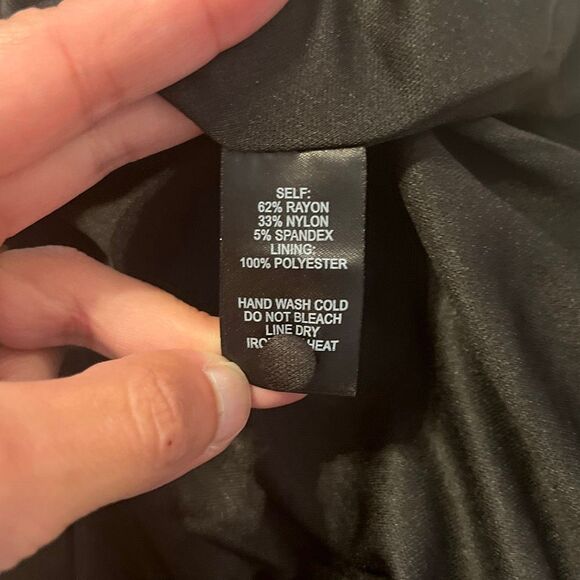 SELF:
62% RAYON
33% NYLON
5% SPANDEX
LINING:
100% POLYESTER
HAND WASH COLD
DO NOT BLEACH
LINE DRY
HEAT